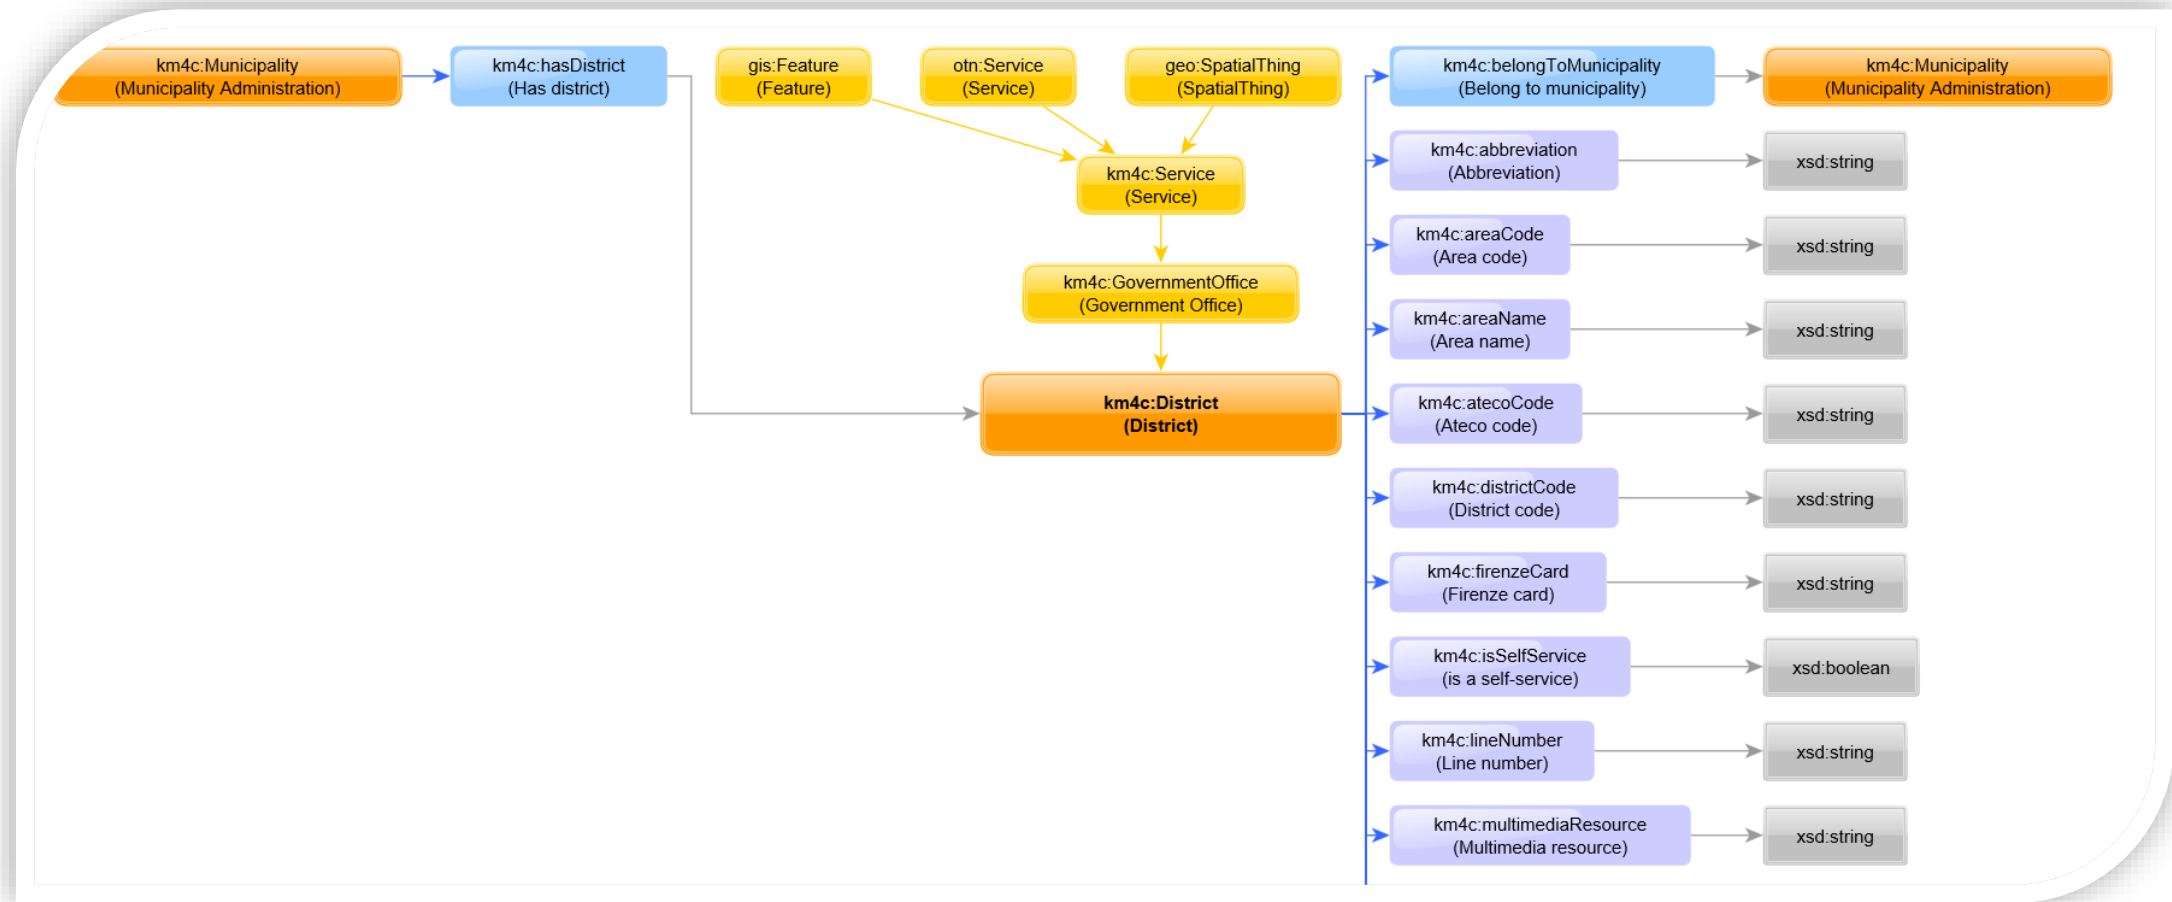 km4c:Municipality
(Municipality Administration)
km4c:hasDistrict
(Has district)
gis:Feature
(Feature)
otn:Service
(Service)
geo:SpatialThing
(SpatialThing)
km4c:Service
(Service)
km4c:GovernmentOffice
(Government Office)
km4c:District
(District)
km4c:belongToMunicipality
(Belong to municipality)
km4c:Municipality
(Municipality Administration)
km4c:abbreviation
(Abbreviation)
xsd:string
km4c:areaCode
(Area code)
xsd:string
km4c:areaName
(Area name)
xsd:string
km4c:atecoCode
(Ateco code)
xsd:string
km4c:districtCode
(District code)
xsd:string
km4c:firenzeCard
(Firenze card)
xsd:string
km4c:isSelfService
(is a self-service)
xsd:boolean
km4c:lineNumber
(Line number)
xsd:string
km4c:multimediaResource
(Multimedia resource)
xsd:string